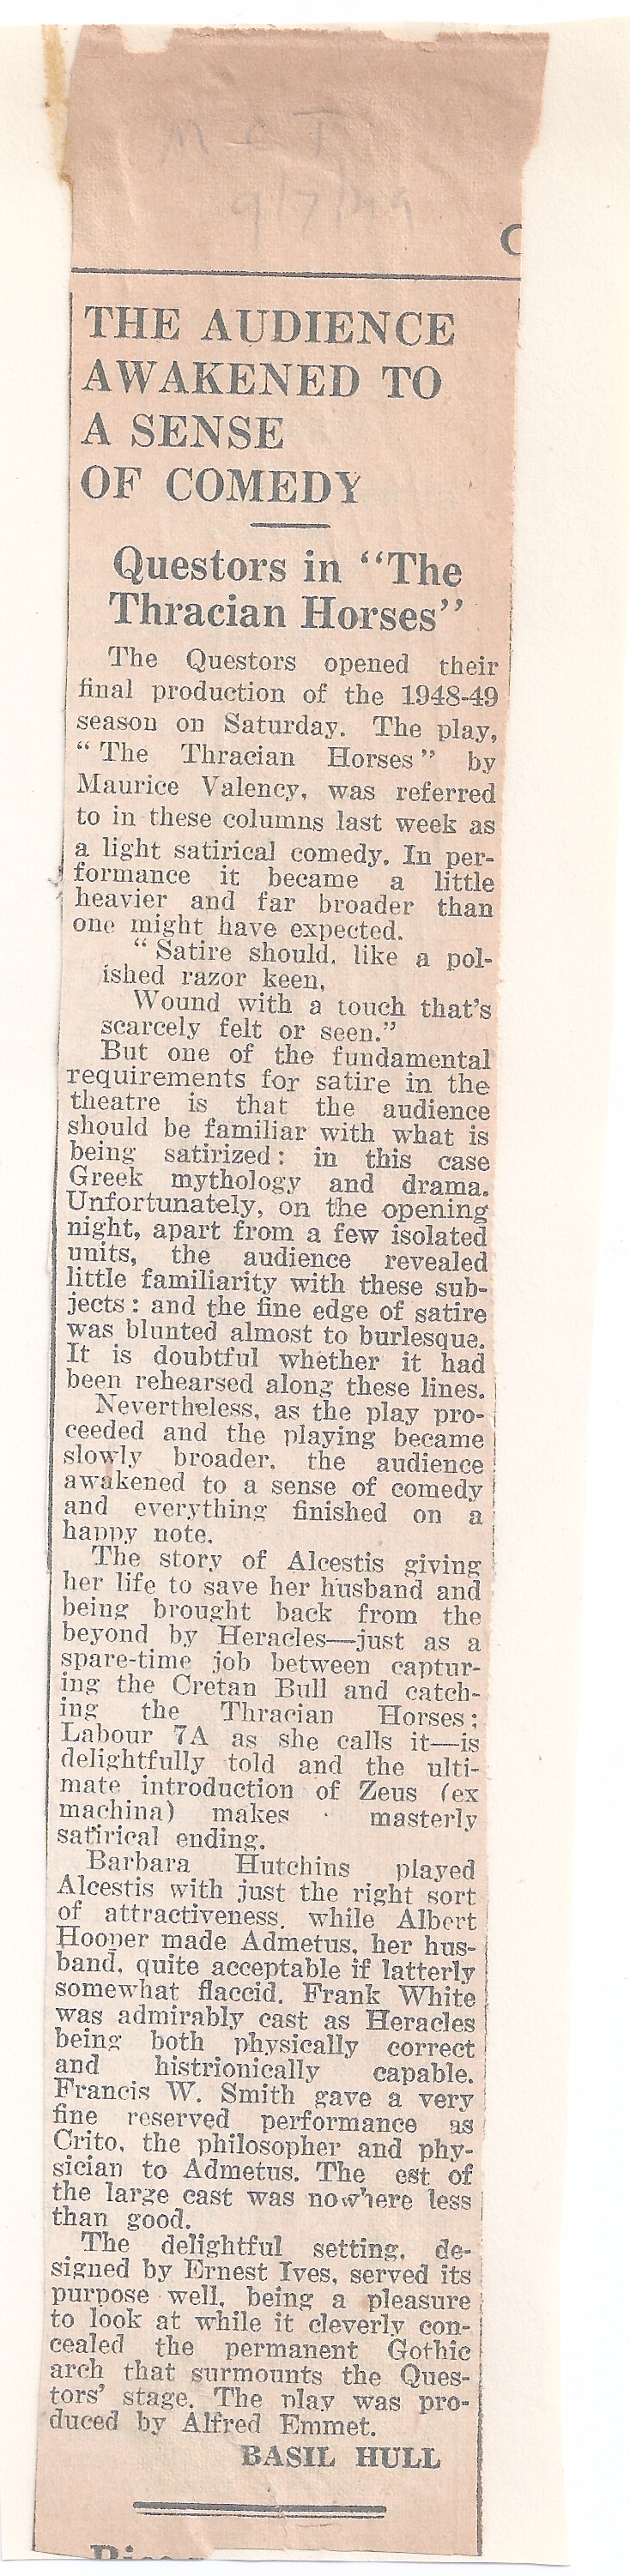 M C T
9/7/49
C
THE AUDIENCE
AWAKENED TO
A SENSE
OF COMEDY
Questors in "The
Thracian Horses"
The Questors opened their
final production of the 1948-49
season on Saturday. The play,
"The Thracian Horses" by
Maurice Valency, was referred
to in these columns last week as
a light satirical comedy. In per-
formance it became a little
heavier and far broader than
one might have expected.
"Satire should, like a pol-
ished razor keen,
Wound with a touch that's
scarcely felt or seen."
But one of the fundamental
requirements for satire in the
theatre is that the audience
should be familiar with what is
being satirized: in this case
Greek mythology and drama.
Unfortunately, on the opening
night, apart from a few isolated
units, the audience revealed
little familiarity with these sub-
jects: and the fine edge of satire
was blunted almost to burlesque.
It is doubtful whether it had
been rehearsed along these lines.
Nevertheless, as the play pro-
ceeded and the playing became
slowly broader, the audience
awakened to a sense of comedy
and everything finished on a
happy note.
The story of Alcestis giving
her life to save her husband and
being brought back from the
beyond by Heracles—just as a
spare-time job between captur-
ing the Cretan Bull and catch-
ing the Thracian Horses;
Labour 7A as she calls it—is
delightfully told and the ulti-
mate introduction of Zeus (ex
machina) makes masterly
satirical ending.
Barbara Hutchins played
Alcestis with just the right sort
of attractiveness, while Albert
Hooper made Admetus, her hus-
band, quite acceptable if latterly
somewhat flaccid. Frank White
was admirably cast as Heracles
being both physically correct
and histrionically capable.
Francis W. Smith gave a very
fine reserved performance as
Crito, the philosopher and phy-
sician to Admetus. The est of
the large cast was nowhere less
than good.
The delightful setting, de-
signed by Ernest Ives, served its
purpose well, being a pleasure
to look at while it cleverly con-
cealed the permanent Gothic
arch that surmounts the Ques-
tors' stage. The play was pro-
duced by Alfred Emmet.
BASIL HULL